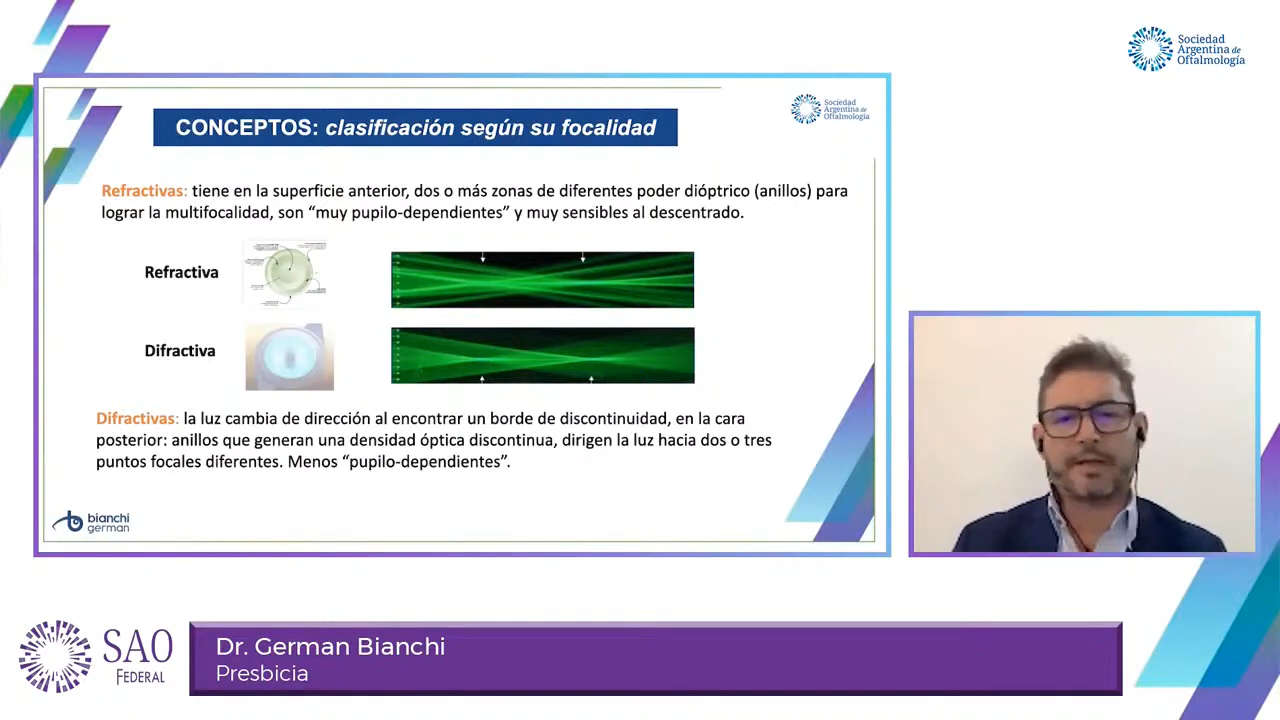 Sociedad
Argentina de
Oftalmología
CONCEPTOS: clasificación según su focalidad
Sociedad
Argentina de
Oftalmología
Refractivas: tiene en la superficie anterior, dos o más zonas de diferentes poder dióptrico (anillos) para
lograr la multifocalidad, son “muy pupilo-dependientes” y muy sensibles al descentrado.
Refractiva
Difractiva
Difractivas: la luz cambia de dirección al encontrar un borde de discontinuidad, en la cara
posterior: anillos que generan una densidad óptica discontinua, dirigen la luz hacia dos o tres
puntos focales diferentes. Menos “pupilo-dependientes”.
bianchi
german
SAO
FEDERAL
Dr. German Bianchi
Presbicia